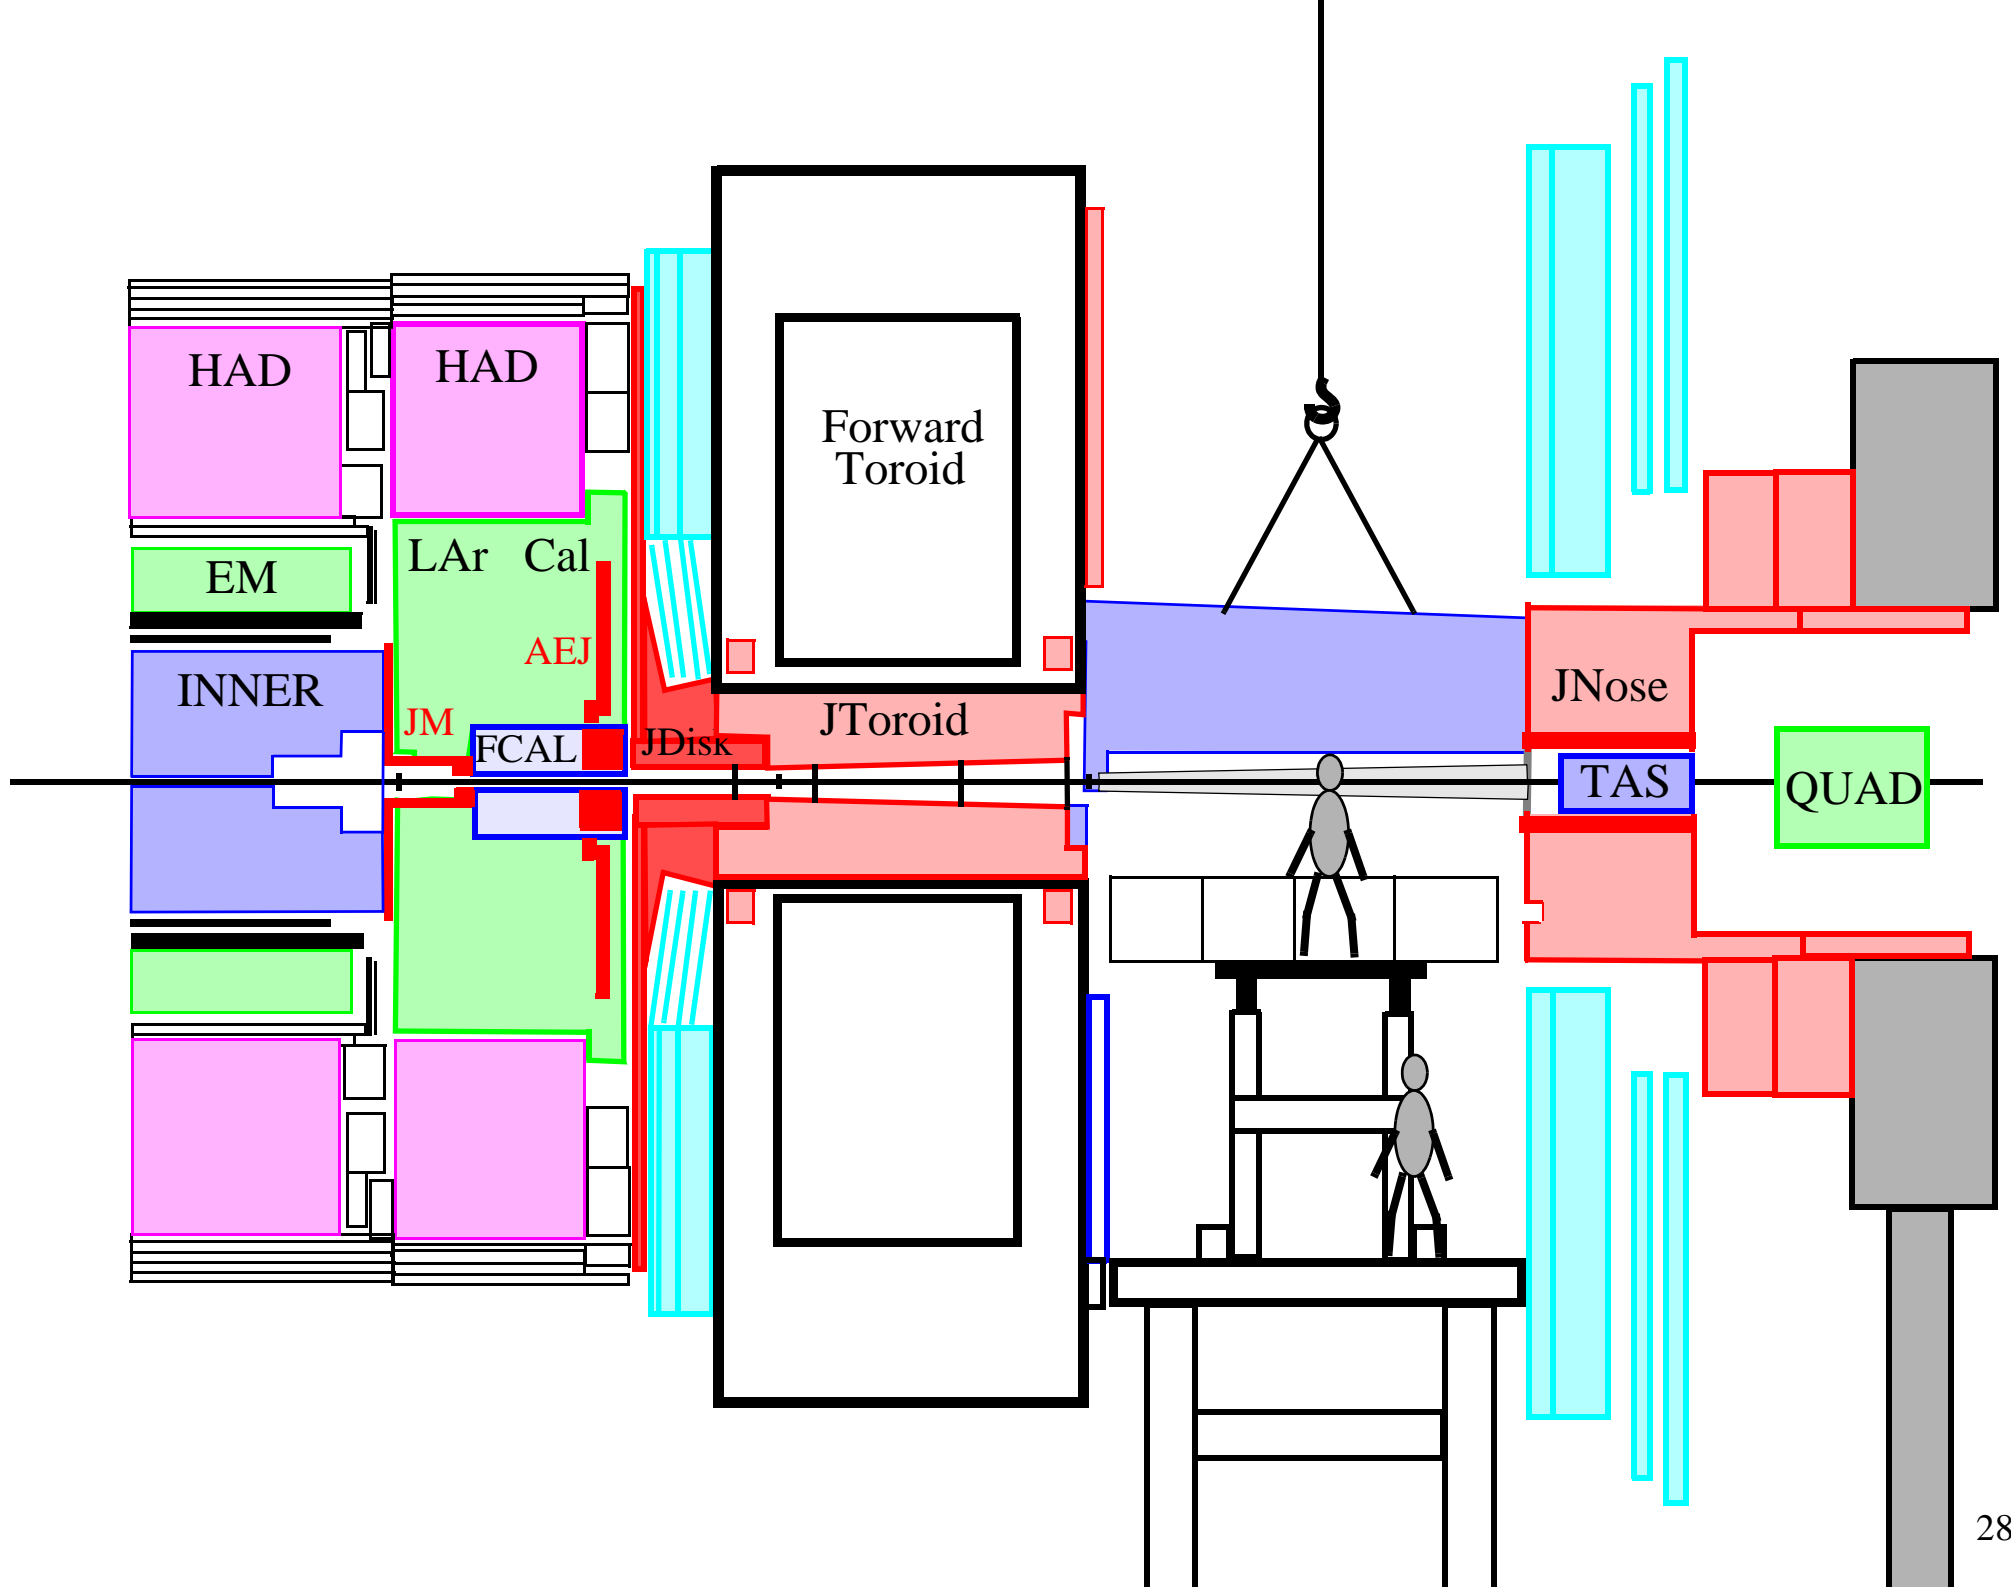 HAD
HAD
Forward
Toroid
LAr Cal
EM
AEJ
INNER
JM
JNose
JToroid
FCAL
JDisk
TAS
QUAD
28